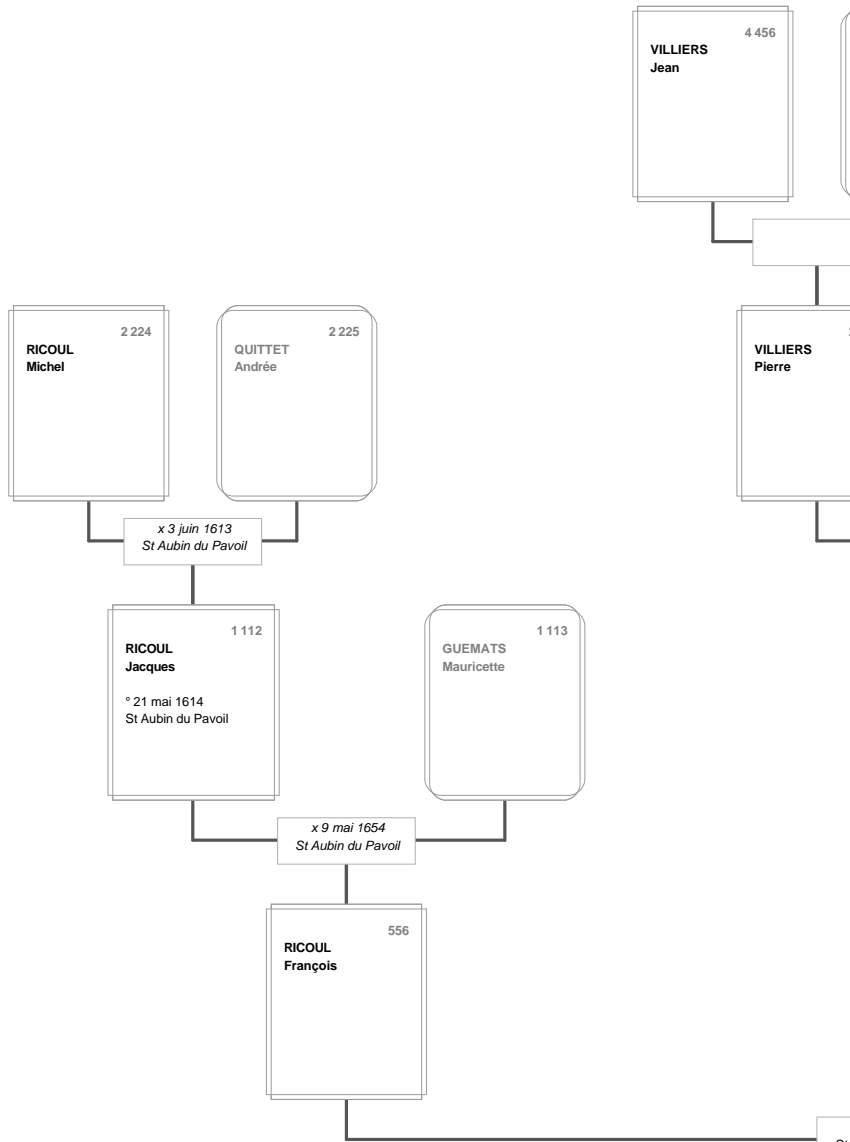 4 456
VILLIERS
Jean
2 224
RICOUL
Michel
2 225
QUITTET
Andrée
VILLIERS
Pierre
x 3 juin 1613
St Aubin du Pavoil
1 112
RICOUL
Jacques
° 21 mai 1614
St Aubin du Pavoil
1 113
GUEMATS
Mauricette
x 9 mai 1654
St Aubin du Pavoil
556
RICOUL
François